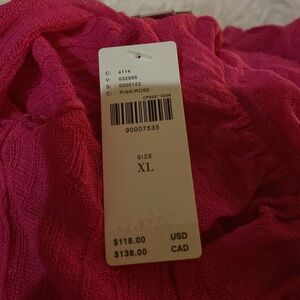 C: 4114
V: 032695
S: 0000122
C: PINK/ROSE
90007535
SIZE
XL
$118.00 USD
$138.00 CAD